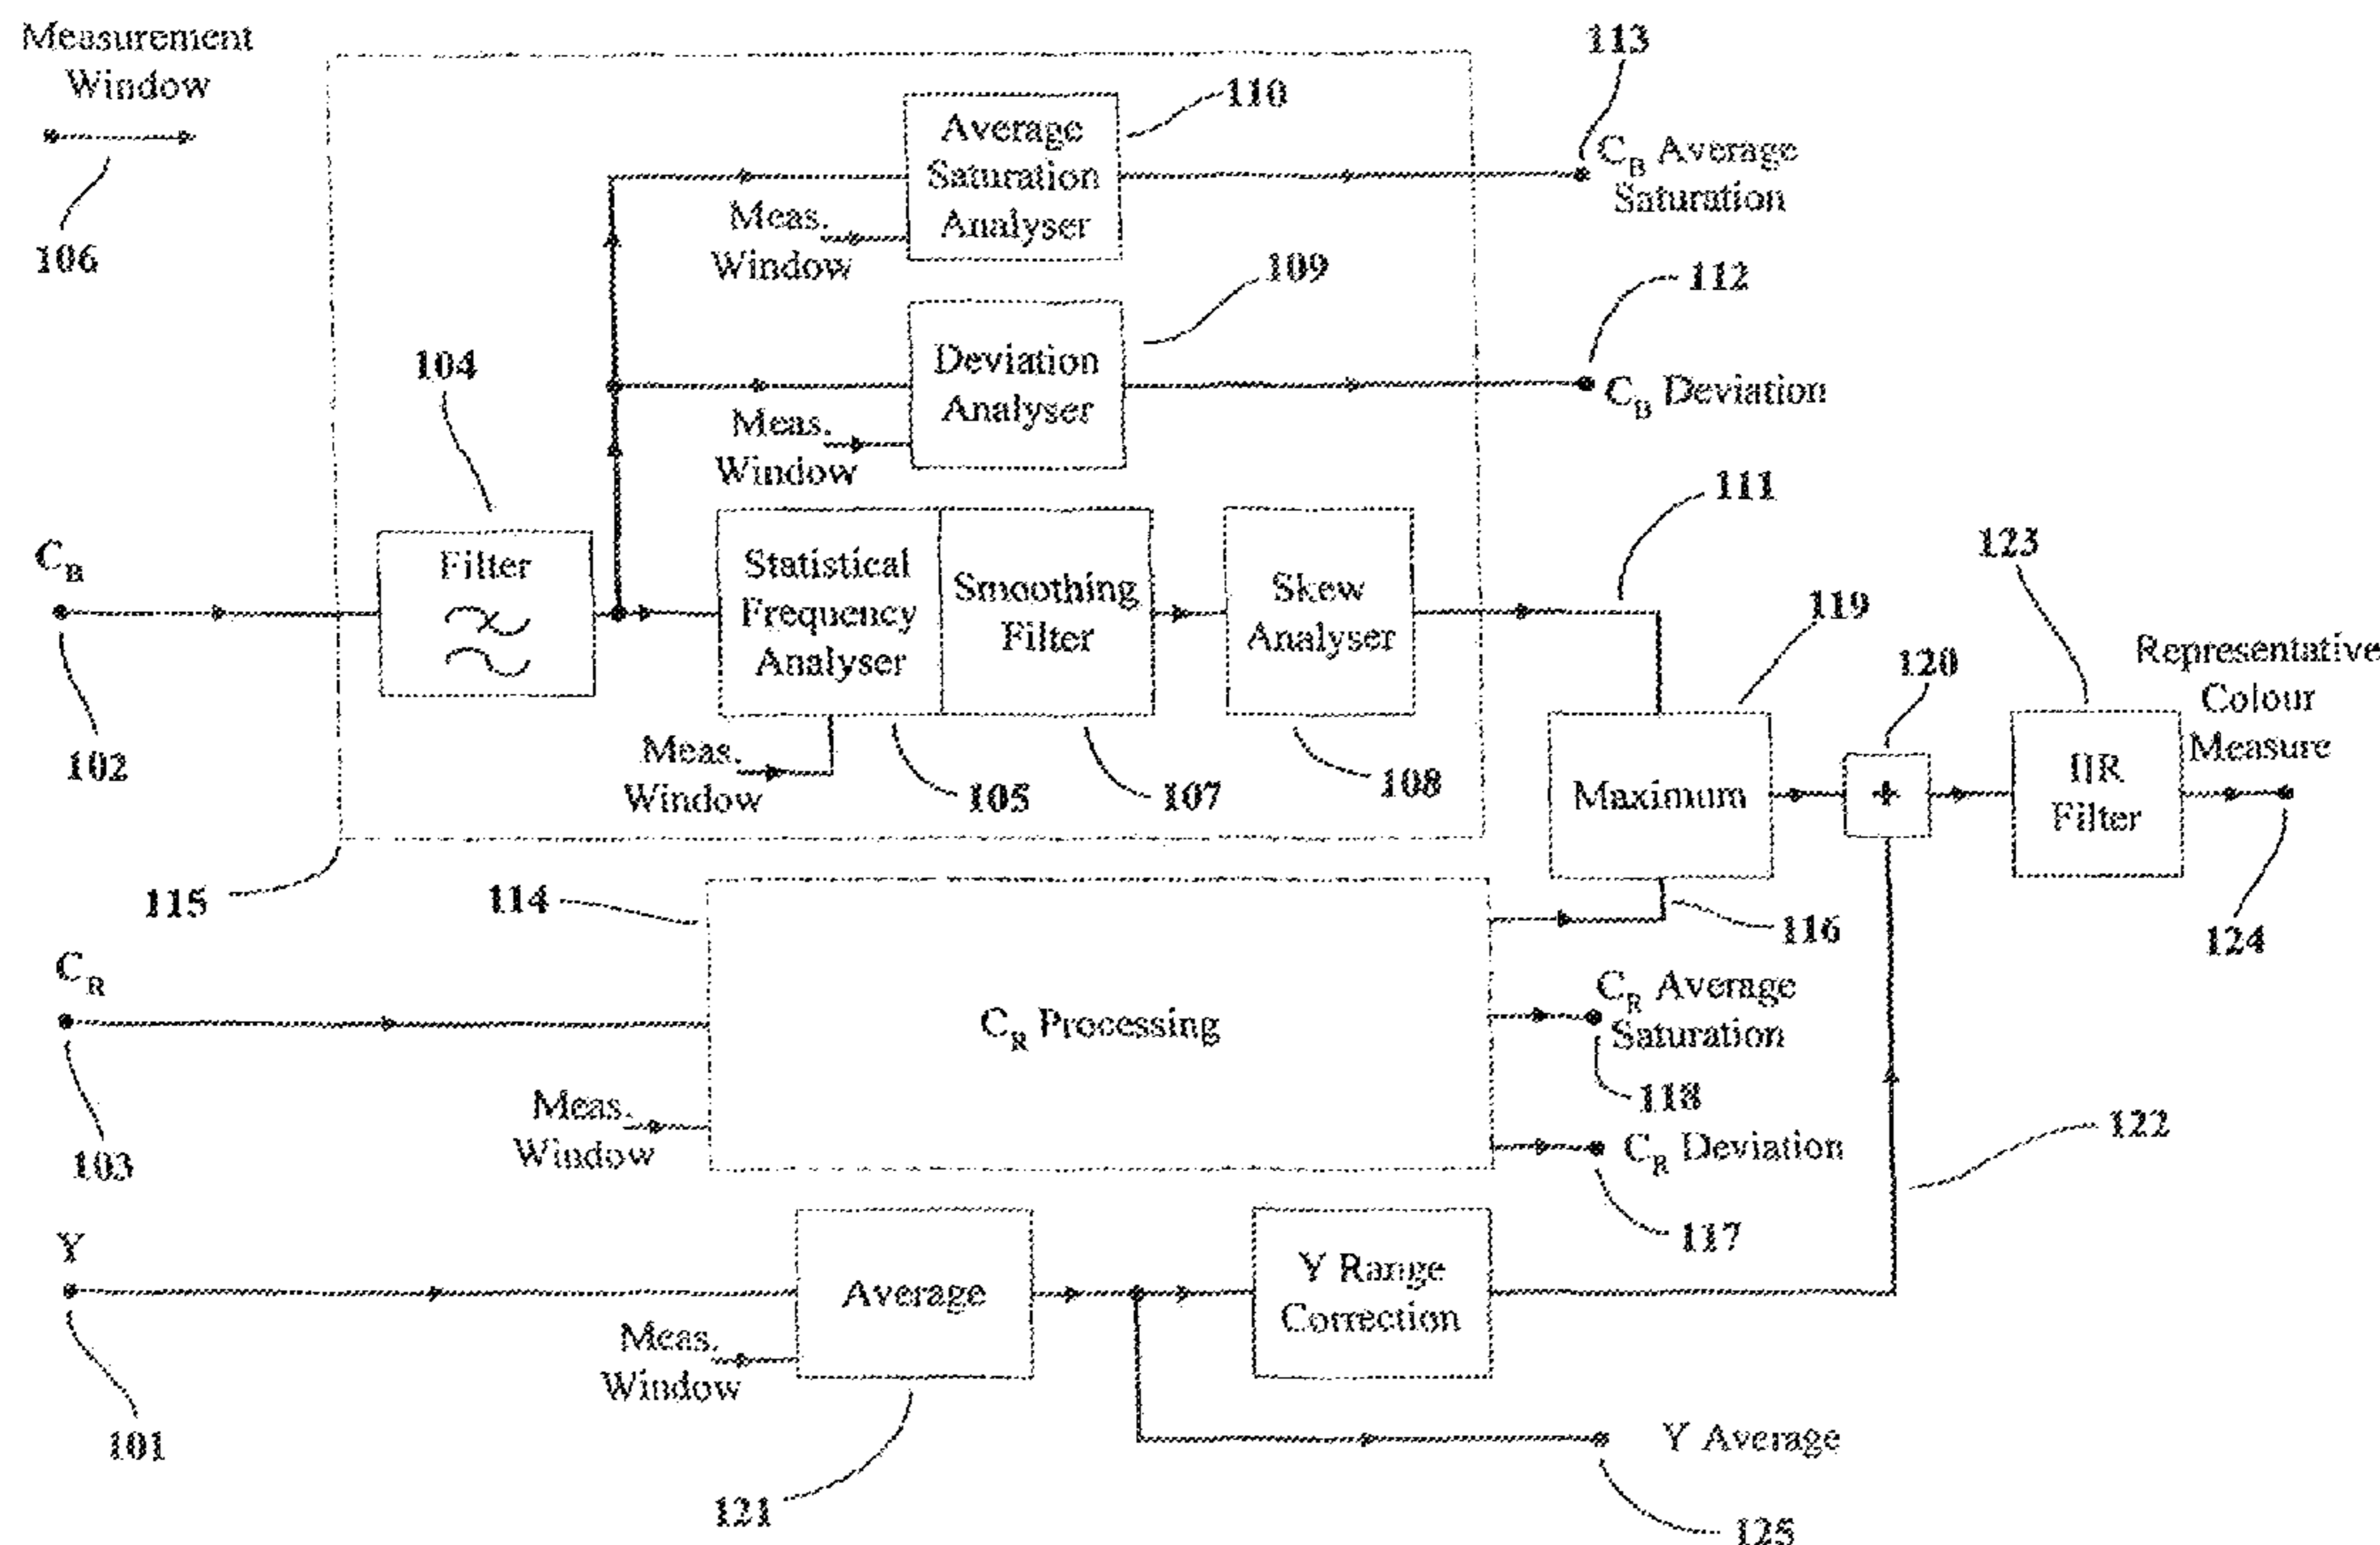 Measurement
Window
106
113
110
Average
Saturation
Analyser
C_B Average
Saturation
Meas.
Window
109
112
Deviation
Analyser
C_B Deviation
Meas.
Window
104
111
C_B
102
Filter
Statistical
Frequency
Analyser
Smoothing
Filter
Skew
Analyser
Meas.
Window
105
107
108
119
120
123
Representative
Colour
Measure
Maximum
+
IIR
Filter
124
115
114
116
C_R
103
C_R Processing
Meas.
Window
C_R Average
Saturation
118
C_R Deviation
117
122
Y
101
Average
Meas.
Window
121
Y Range
Correction
Y Average
125